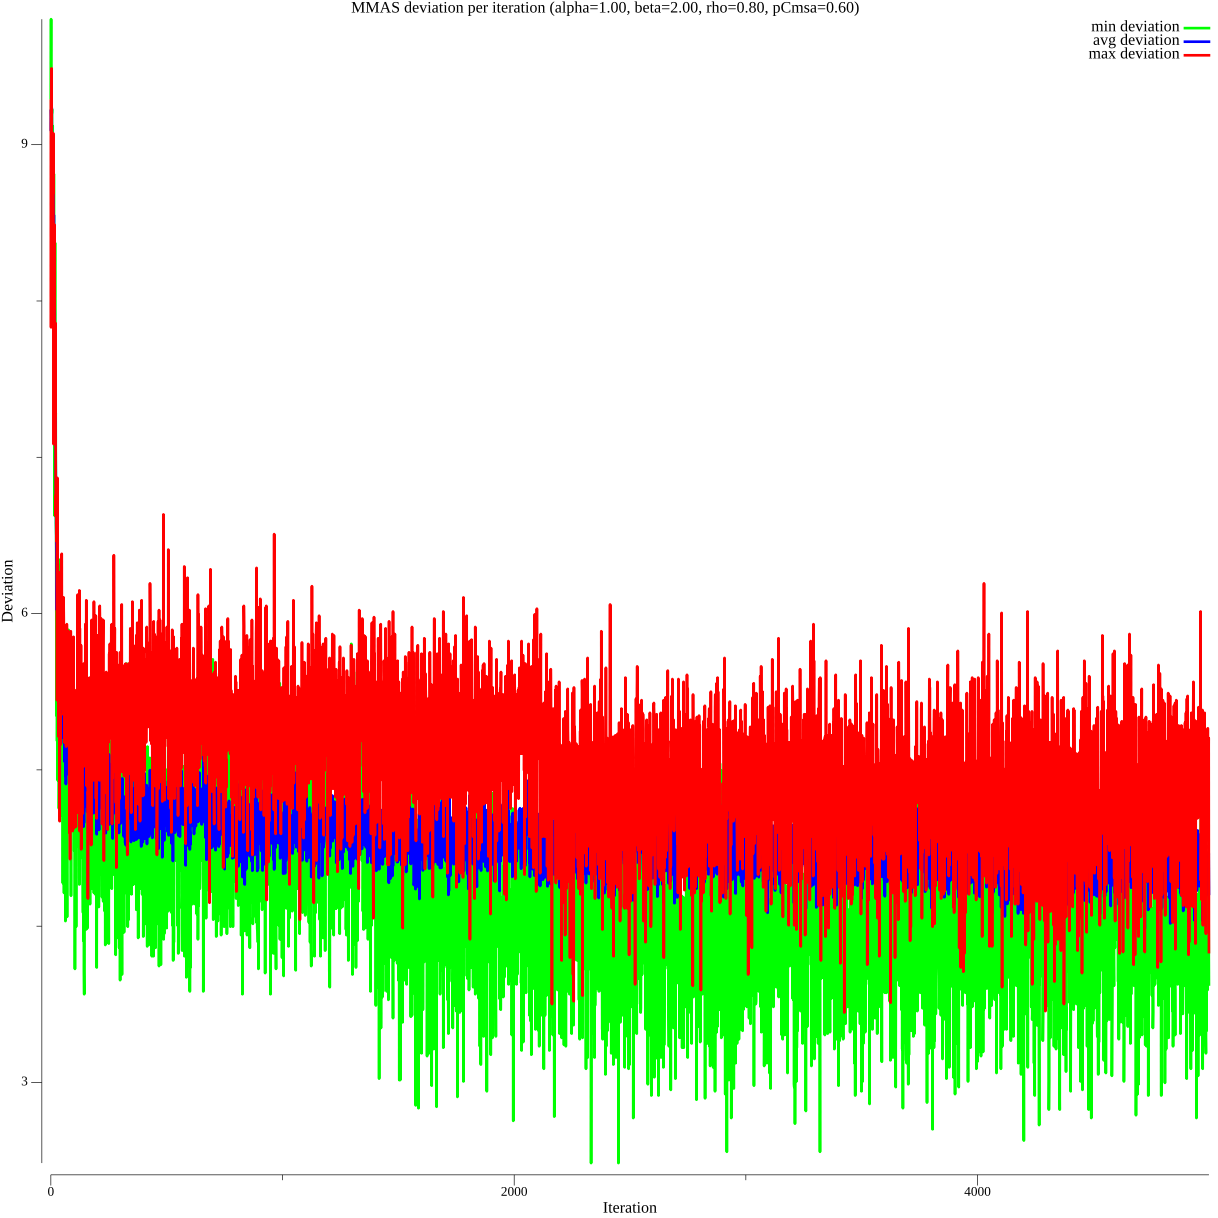 MMAS deviation per iteration (alpha=1.00, beta=2.00, rho=0.80, pCmsa=0.60)
min deviation
avg deviation
max deviation
9
6
3
Deviation
0
2000
4000
Iteration